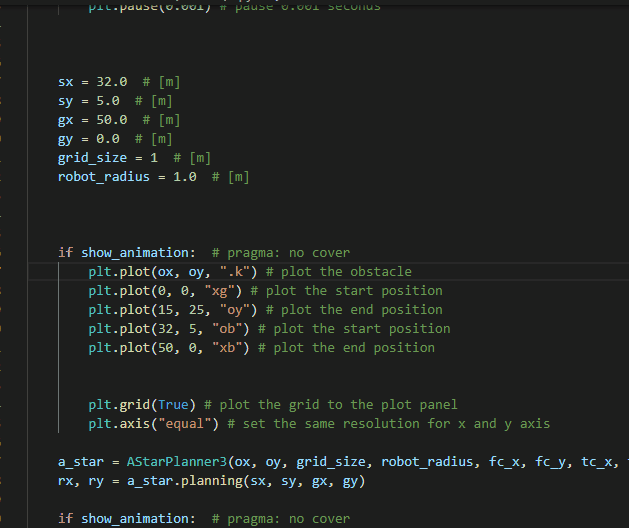 plt.pause(0.001) # pause 0.001 seconds
sx = 32.0 # [m]
sy = 5.0 # [m]
gx = 50.0 # [m]
gy = 0.0 # [m]
grid_size = 1 # [m]
robot_radius = 1.0 # [m]
if show_animation: # pragma: no cover
plt.plot(ox, oy, ".k") # plot the obstacle
plt.plot(0, 0, "xg") # plot the start position
plt.plot(15, 25, "oy") # plot the end position
plt.plot(32, 5, "ob") # plot the start position
plt.plot(50, 0, "xb") # plot the end position
plt.grid(True) # plot the grid to the plot panel
plt.axis("equal") # set the same resolution for x and y axis
a_star = AStarPlanner3(ox, oy, grid_size, robot_radius, fc_x, fc_y, tc_x,
rx, ry = a_star.planning(sx, sy, gx, gy)
if show_animation: # pragma: no cover